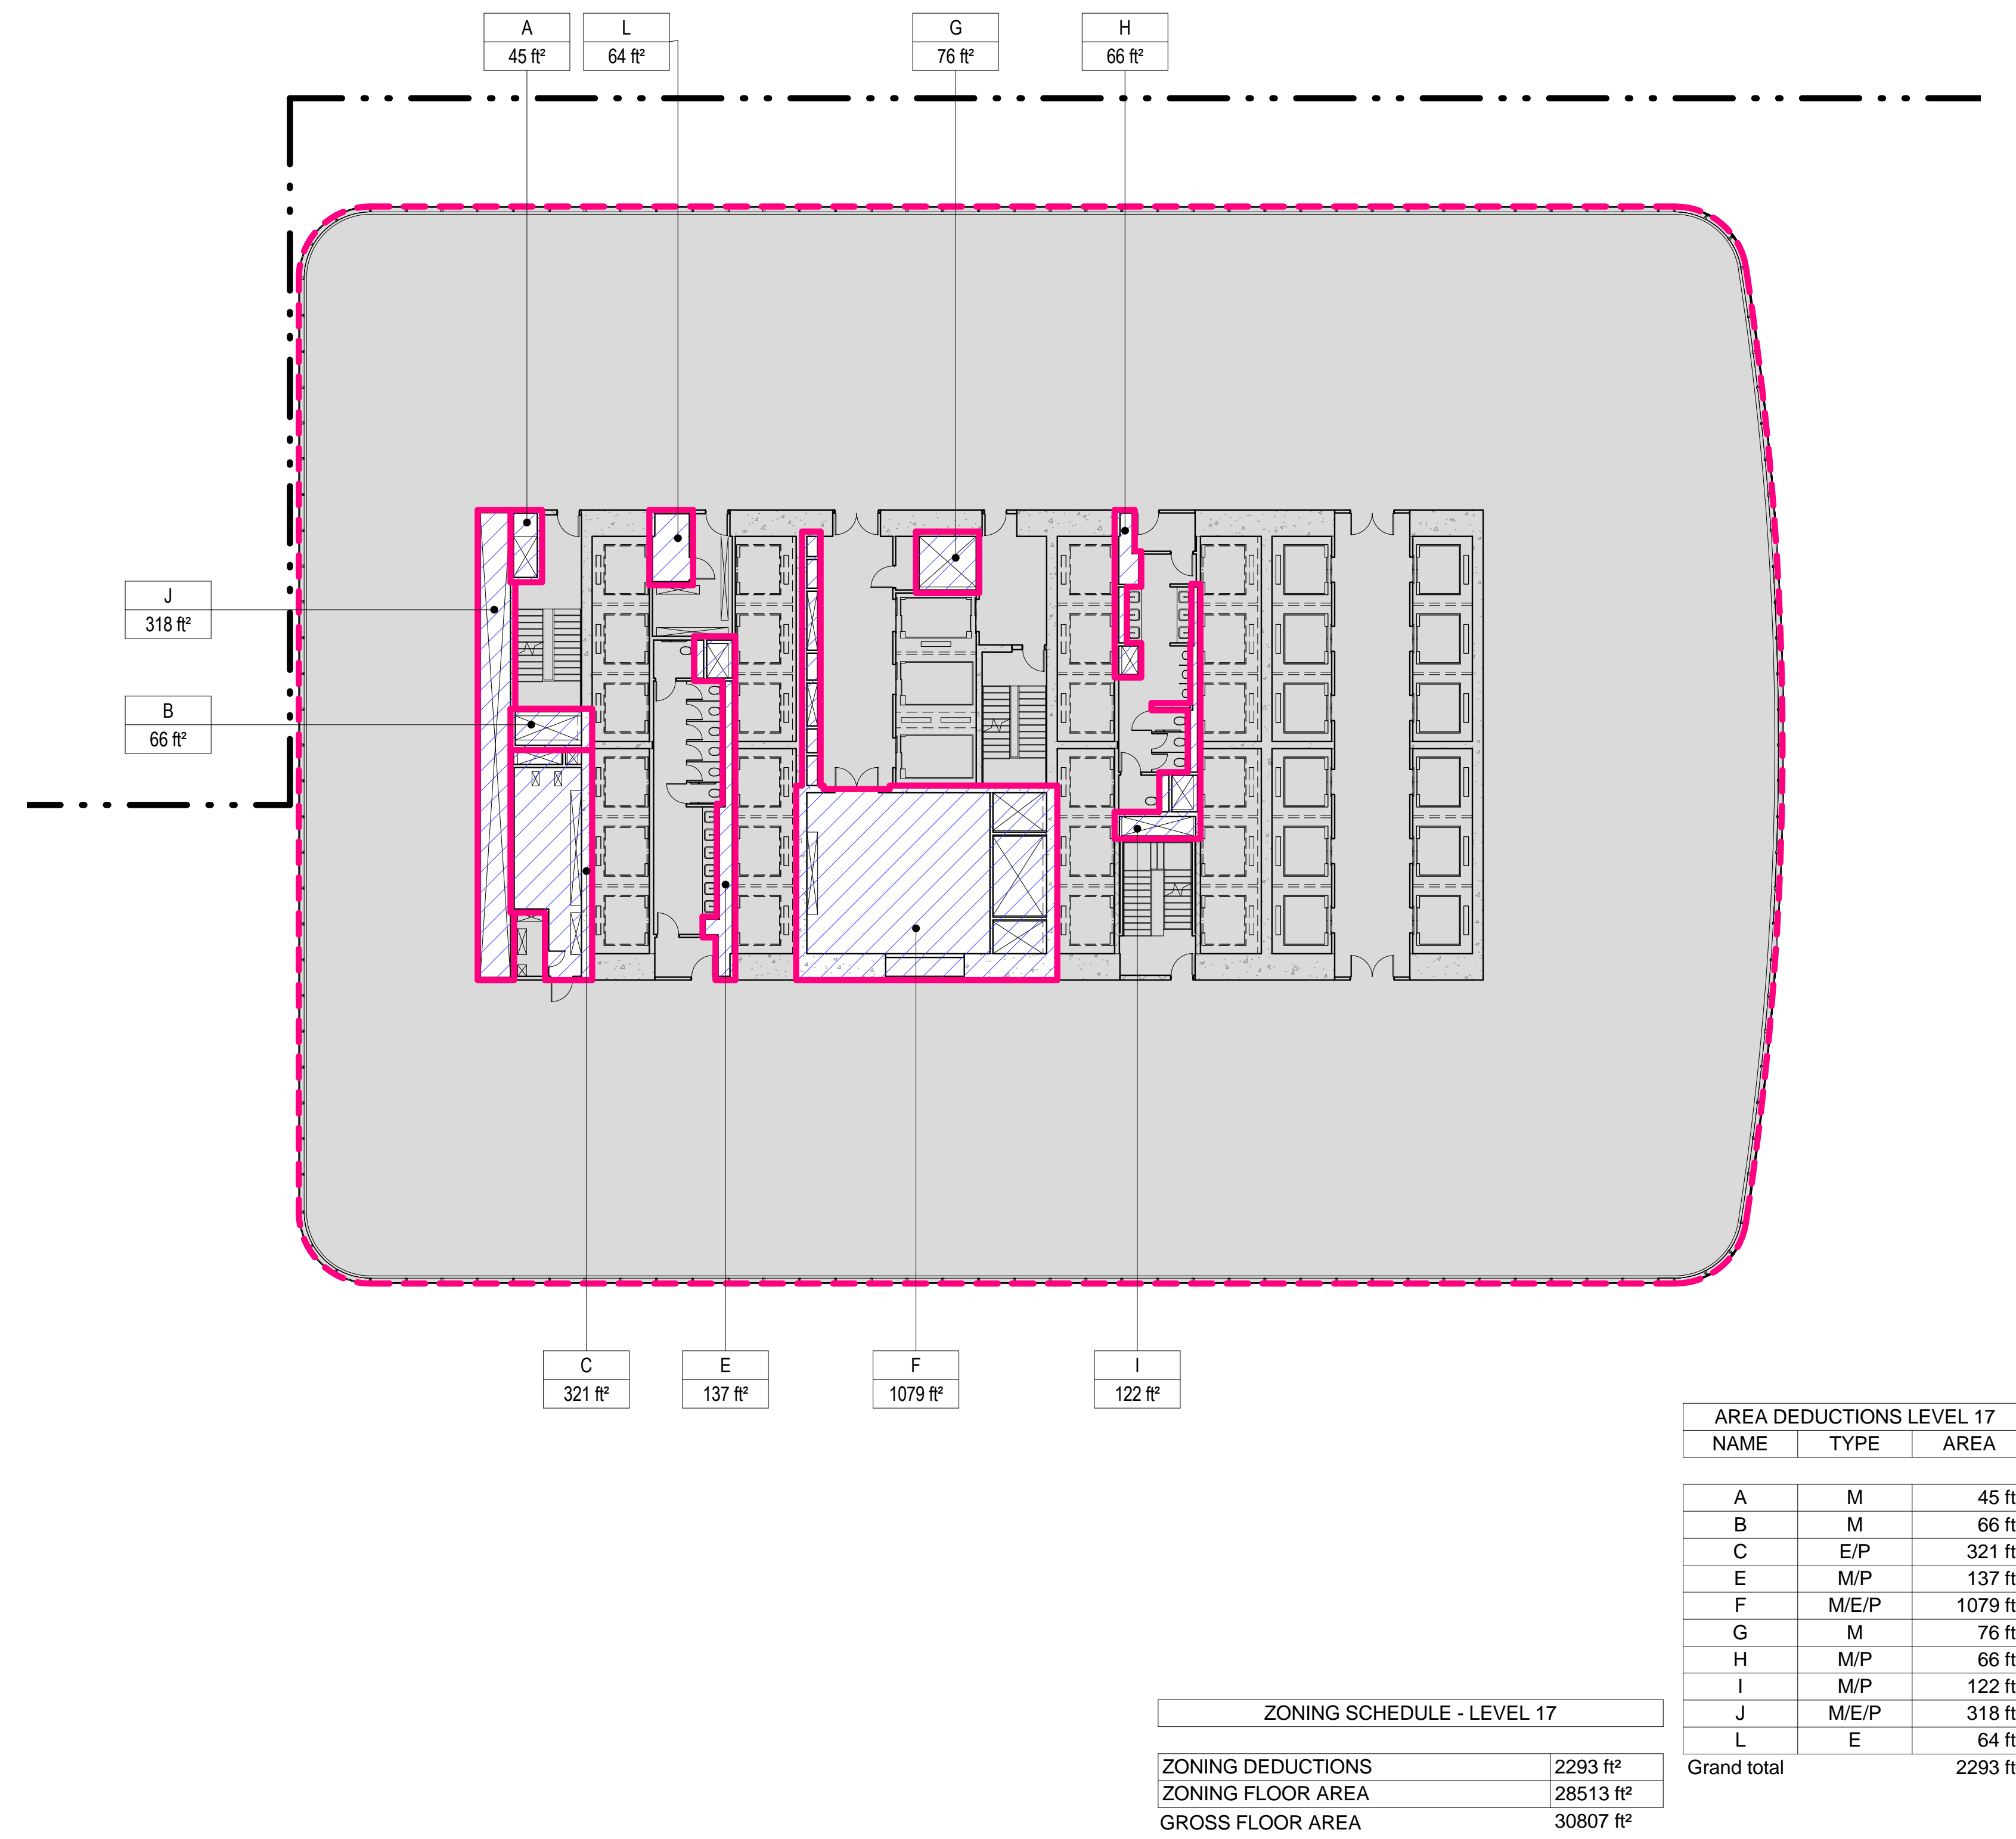 A
45 ft²
L
64 ft²
G
76 ft²
H
66 ft²
J
318 ft²
B
66 ft²
C
321 ft²
E
137 ft²
F
1079 ft²
I
122 ft²
AREA DEDUCTIONS LEVEL 17
NAME TYPE AREA
A M 45 ft
B M 66 ft
C E/P 321 ft
E M/P 137 ft
F M/E/P 1079 ft
G M 76 ft
H M/P 66 ft
I M/P 122 ft
J M/E/P 318 ft
L E 64 ft
Grand total 2293 ft
ZONING SCHEDULE - LEVEL 17
ZONING DEDUCTIONS 2293 ft²
ZONING FLOOR AREA 28513 ft²
GROSS FLOOR AREA 30807 ft²